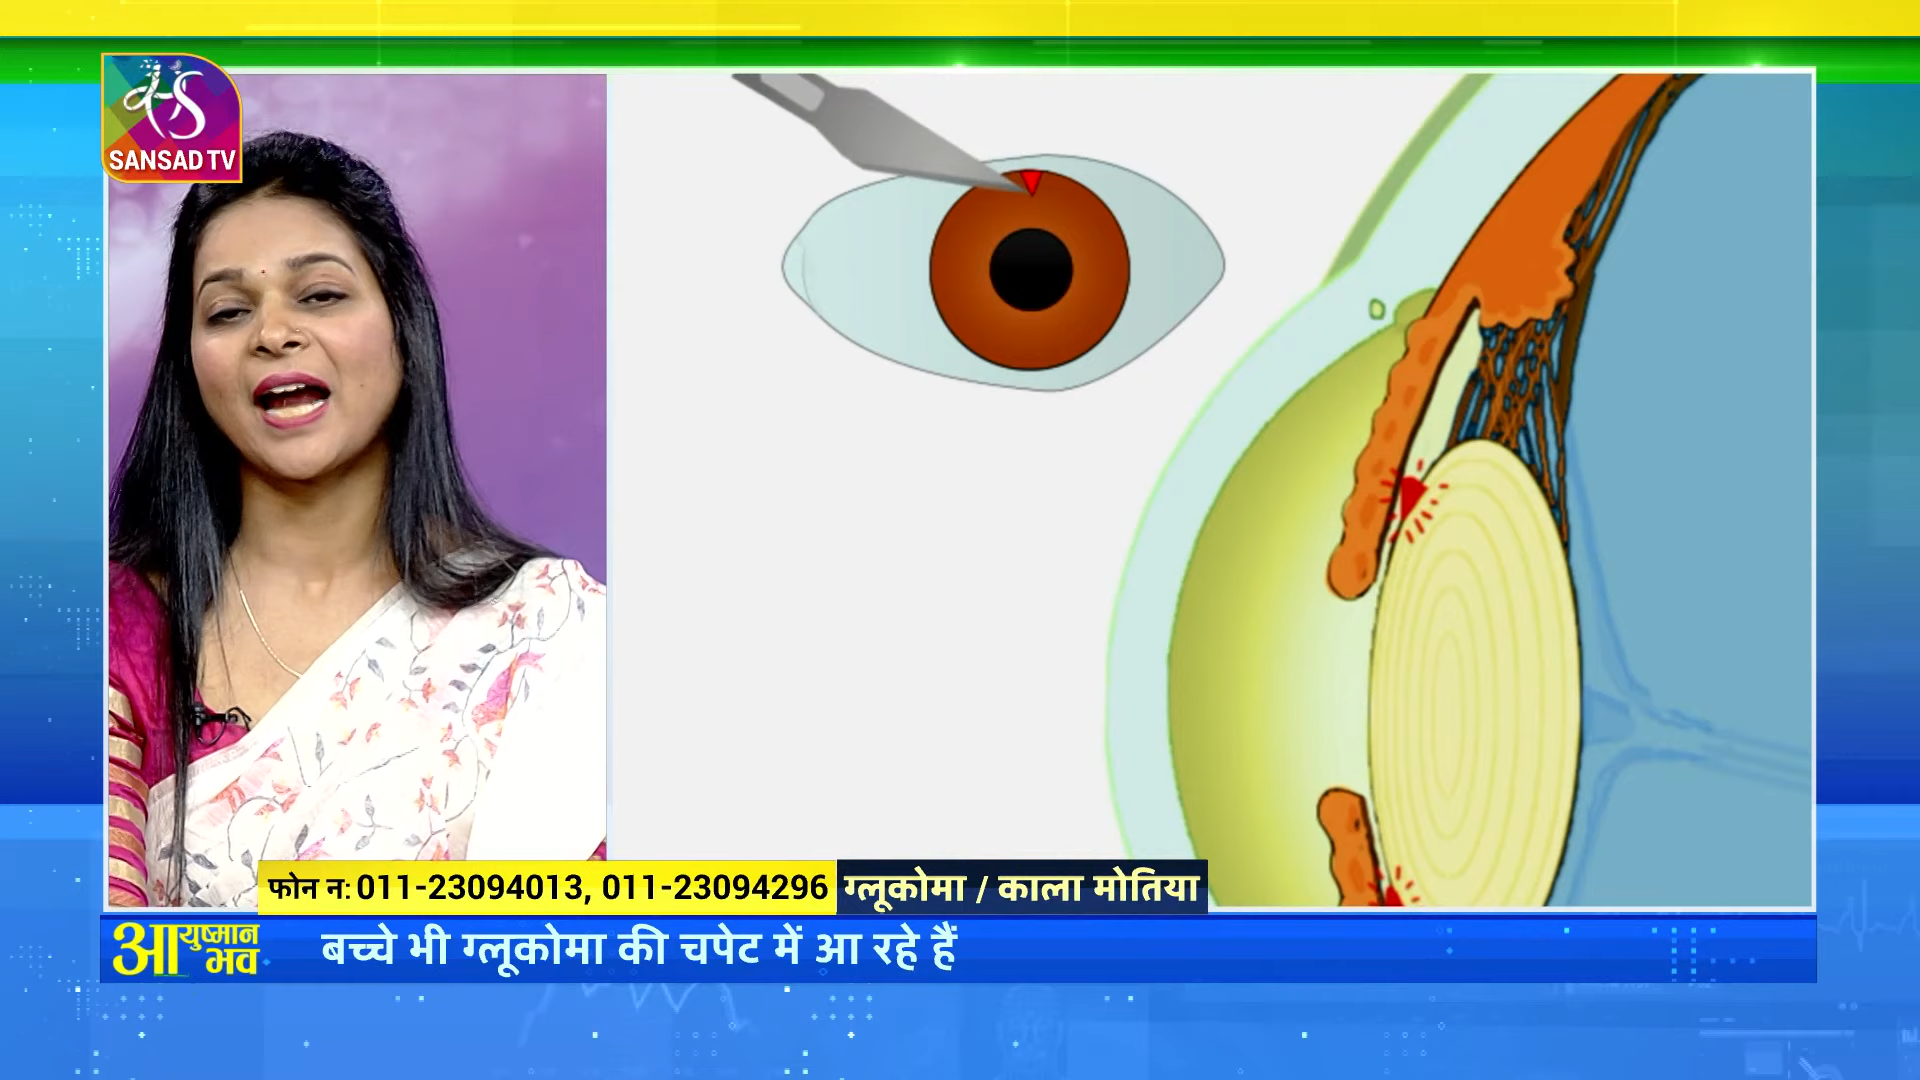 SANSAD TV
फोन न: 011-23094013, 011-23094296 ग्लूकोमा / काला मोतिया
आयुष्मान भव
बच्चे भी ग्लूकोमा की चपेट में आ रहे हैं